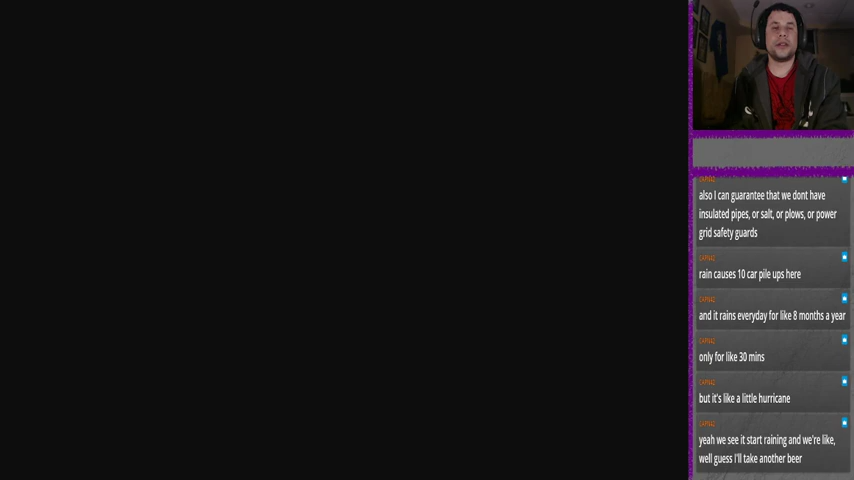 also I can guarantee that we dont have
insulated pipes, or salt, or plows, or power
grid safety guards
rain causes 10 car pile ups here
and it rains everyday for like 8 months a year
only for like 30 mins
but it's like a little hurricane
yeah we see it start raining and we're like,
well guess I'll take another beer